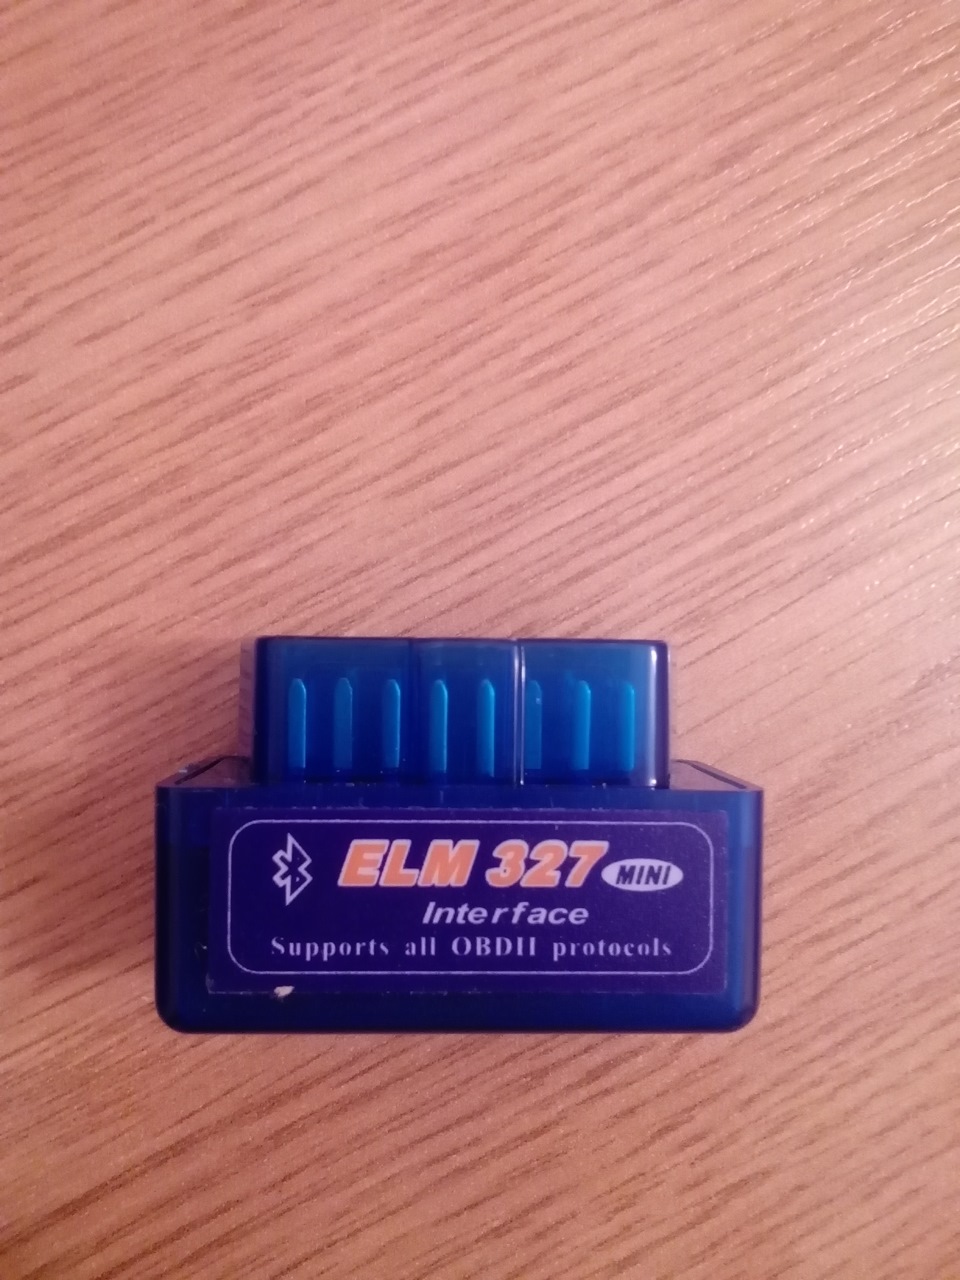 ELM 327 MINI
Interface
Supports all OBDII protocols